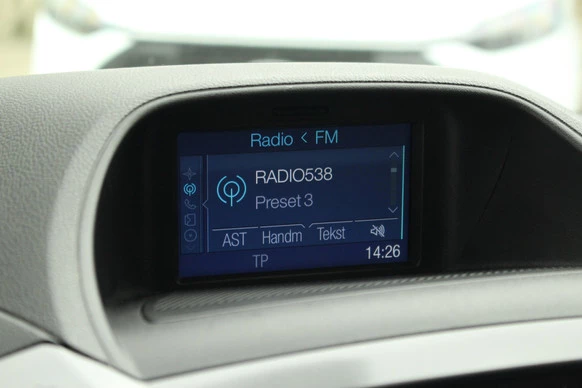 Radio < FM
RADIO538
Preset 3
AST Handm Tekst
TP 14:26